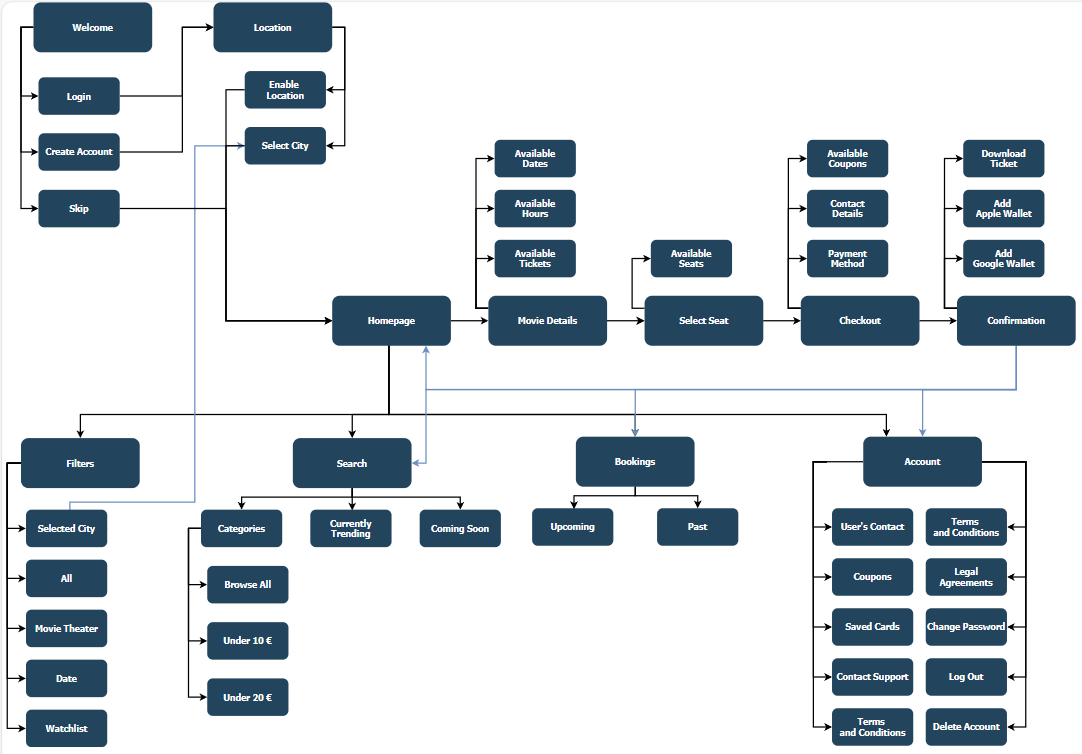 Welcome
Location
Login
Enable
Location
Create Account
Select City
Skip
Available
Dates
Available
Hours
Available
Tickets
Available
Seats
Available
Coupons
Contact
Details
Payment
Method
Download
Ticket
Add
Apple Wallet
Add
Google Wallet
Homepage
Movie Details
Select Seat
Checkout
Confirmation
Filters
Search
Bookings
Account
Selected City
All
Movie Theater
Date
Watchlist
Categories
Currently
Trending
Coming Soon
Browse All
Under 10 €
Under 20 €
Upcoming
Past
User's Contact
Coupons
Saved Cards
Contact Support
Terms
and Conditions
Terms
and Conditions
Legal
Agreements
Change Password
Log Out
Delete Account